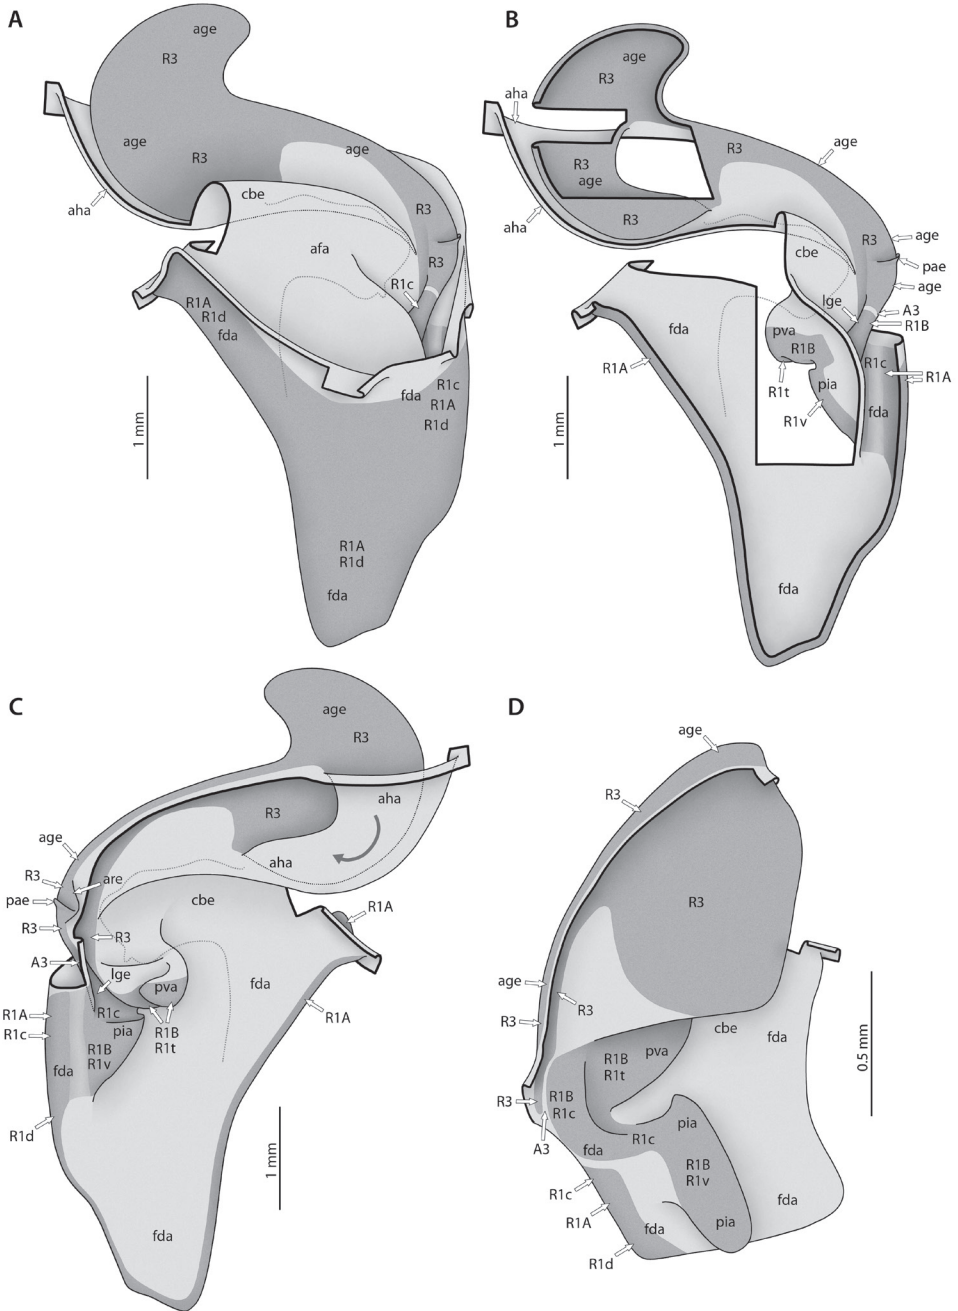 A
age
R3
age
R3
age
aha
cbe
R3
afa
R3
R1c
R1A
R1d
fda
fda
R1c
R1A
R1d
1 mm
R1A
R1d
fda
B
age
R3
aha
R3
age
R3
age
R3
aha
R3
age
cbe
pae
age
lge
A3
R1B
fda
pva
R1B
R1c
R1A
R1A
R1t
pia
R1v
fda
1 mm
fda
C
age
R3
aha
R3
age
aha
R3
are
cbe
pae
R1A
R3
R3
A3
lge
fda
pva
R1A
R1c
R1A
R1c
pia
R1B
R1t
R1B
R1v
fda
R1d
1 mm
fda
D
age
R3
R3
age
R3
R3
cbe
fda
R1B
R1t
pva
0.5 mm
R3
R1B
R1c
pia
A3
fda
R1c
R1B
R1v
R1c
R1A
fda
pia
fda
R1d